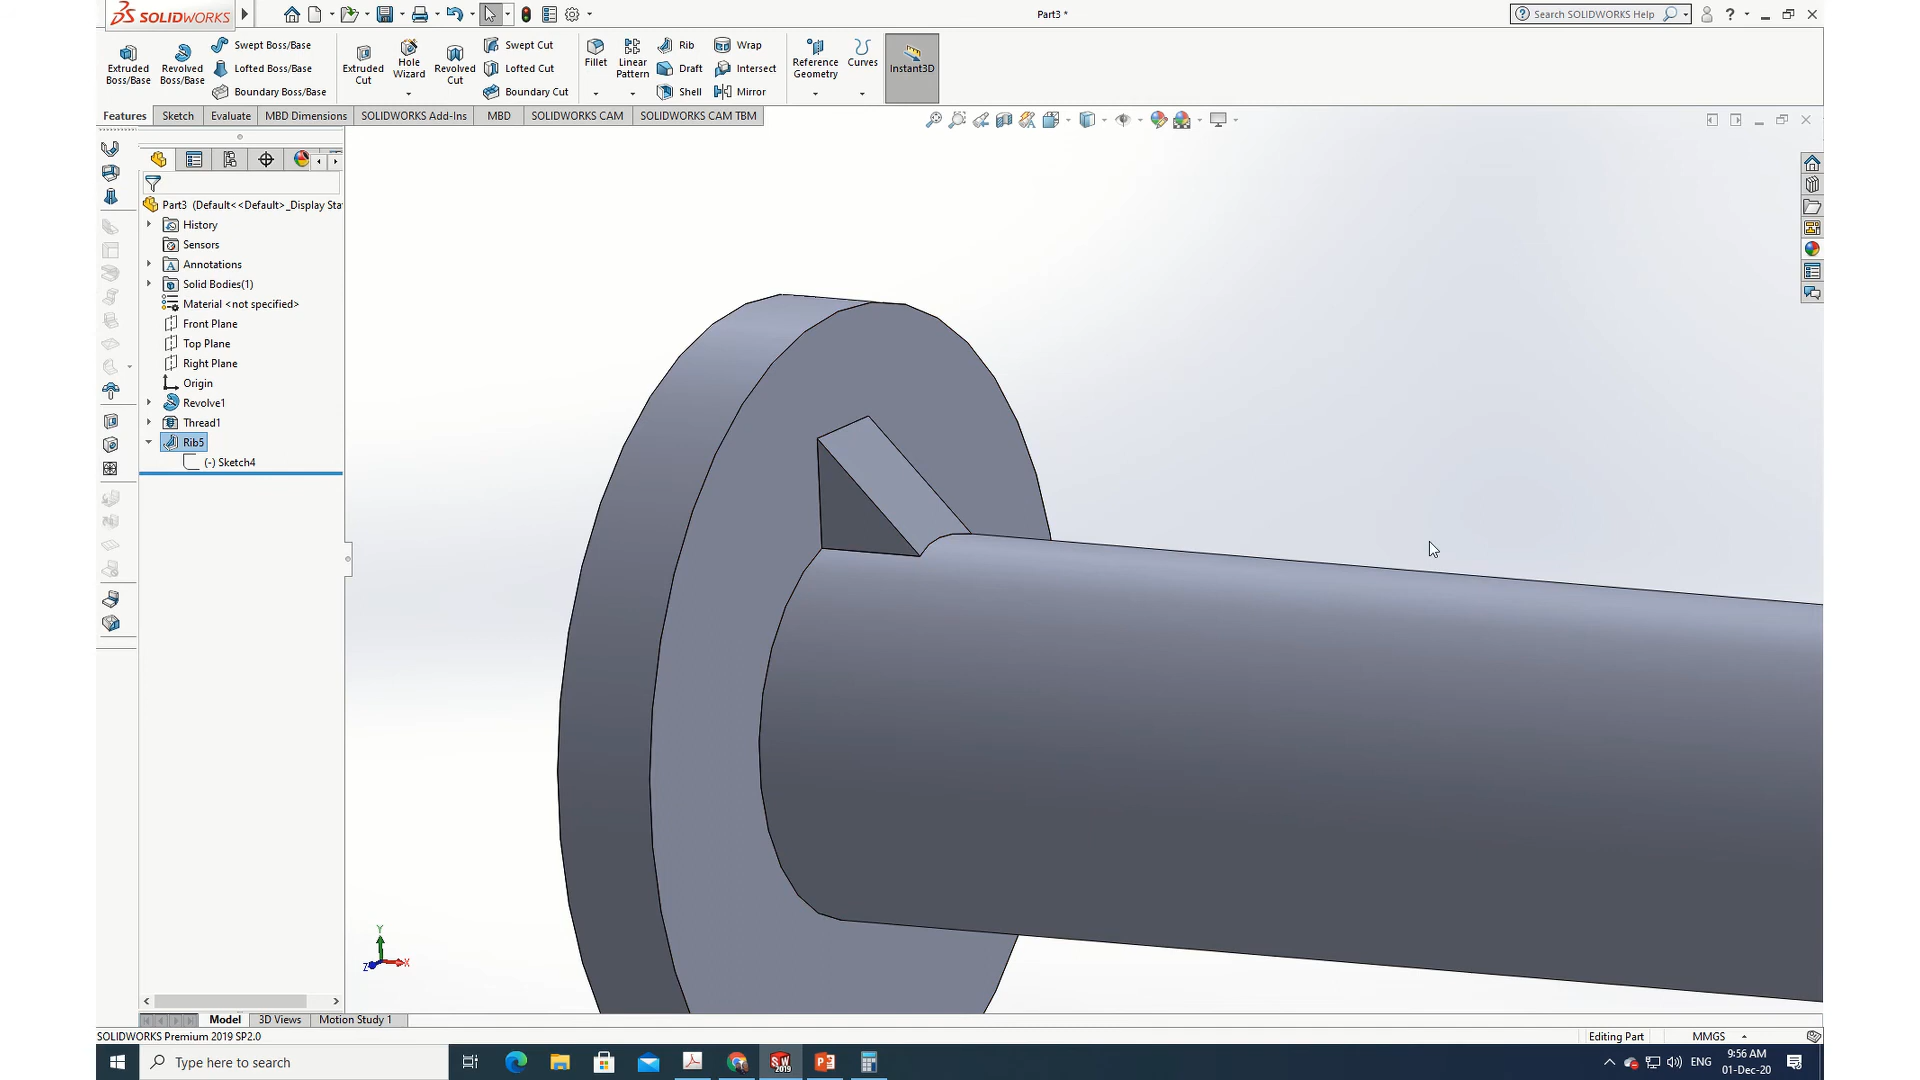 SOLIDWORKS
Part3 *
Search SOLIDWORKS Help
Extruded Boss/Base
Revolved Boss/Base
Swept Boss/Base
Lofted Boss/Base
Boundary Boss/Base
Extruded Cut
Hole Wizard
Revolved Cut
Swept Cut
Lofted Cut
Boundary Cut
Fillet
Linear Pattern
Rib
Draft
Shell
Wrap
Intersect
Mirror
Reference Geometry
Curves
Instant3D
Features
Sketch
Evaluate
MBD Dimensions
SOLIDWORKS Add-Ins
MBD
SOLIDWORKS CAM
SOLIDWORKS CAM TBM
Part3 (Default<<Default>_Display Sta
History
Sensors
Annotations
Solid Bodies(1)
Material <not specified>
Front Plane
Top Plane
Right Plane
Origin
Revolve1
Thread1
Rib5
(-) Sketch4
Y
Z
X
Model
3D Views
Motion Study 1
SOLIDWORKS Premium 2019 SP2.0
Editing Part
MMGS
Type here to search
SW
2019
ENG
9:56 AM
01-Dec-20